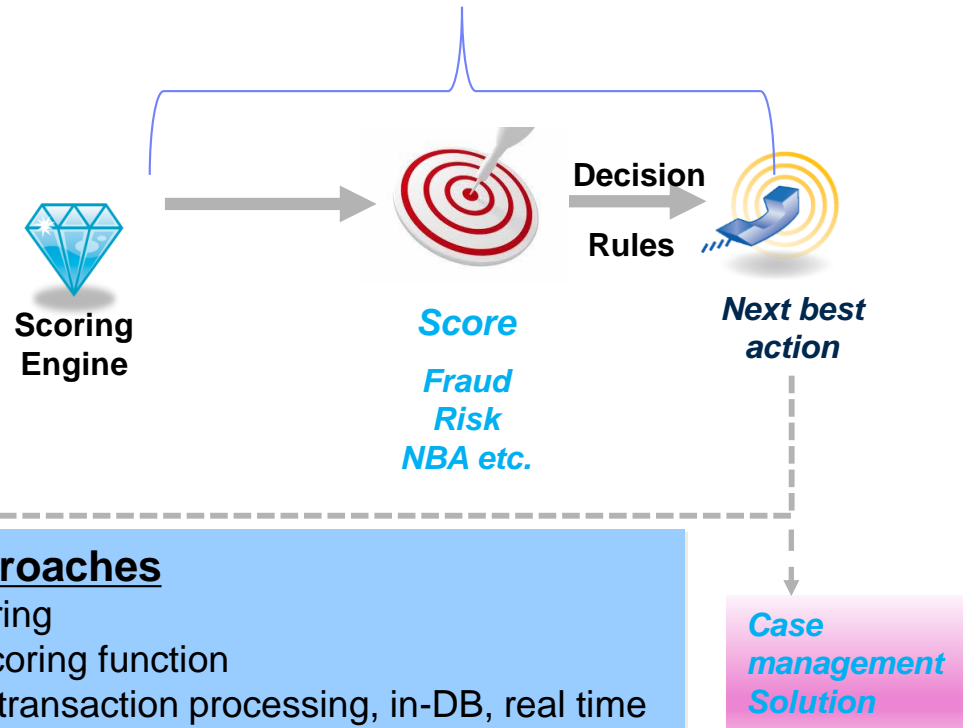 Scoring
Engine
Score
Fraud
Risk
NBA etc.
Decision
Rules
Next best
action
roaches
ring
coring function
transaction processing, in-DB, real time
Case
management
Solution